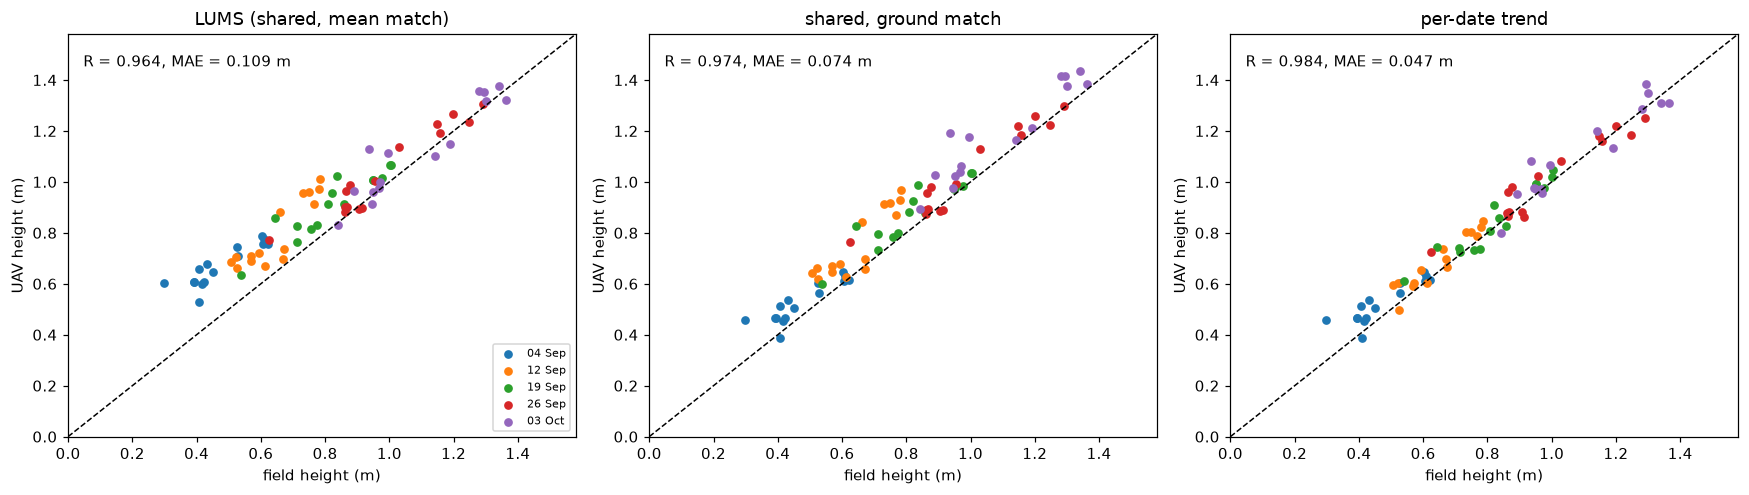 LUMS (shared, mean match)
R = 0.964, MAE = 0.109 m
UAV height (m)
1.4
1.2
1.0
0.8
0.6
0.4
0.2
0.0
04 Sep
12 Sep
19 Sep
26 Sep
03 Oct
0.0 0.2 0.4 0.6 0.8 1.0 1.2 1.4
field height (m)
shared, ground match
R = 0.974, MAE = 0.074 m
UAV height (m)
1.4
1.2
1.0
0.8
0.6
0.4
0.2
0.0
0.0 0.2 0.4 0.6 0.8 1.0 1.2 1.4
field height (m)
per-date trend
R = 0.984, MAE = 0.047 m
UAV height (m)
1.4
1.2
1.0
0.8
0.6
0.4
0.2
0.0
0.0 0.2 0.4 0.6 0.8 1.0 1.2 1.4
field height (m)